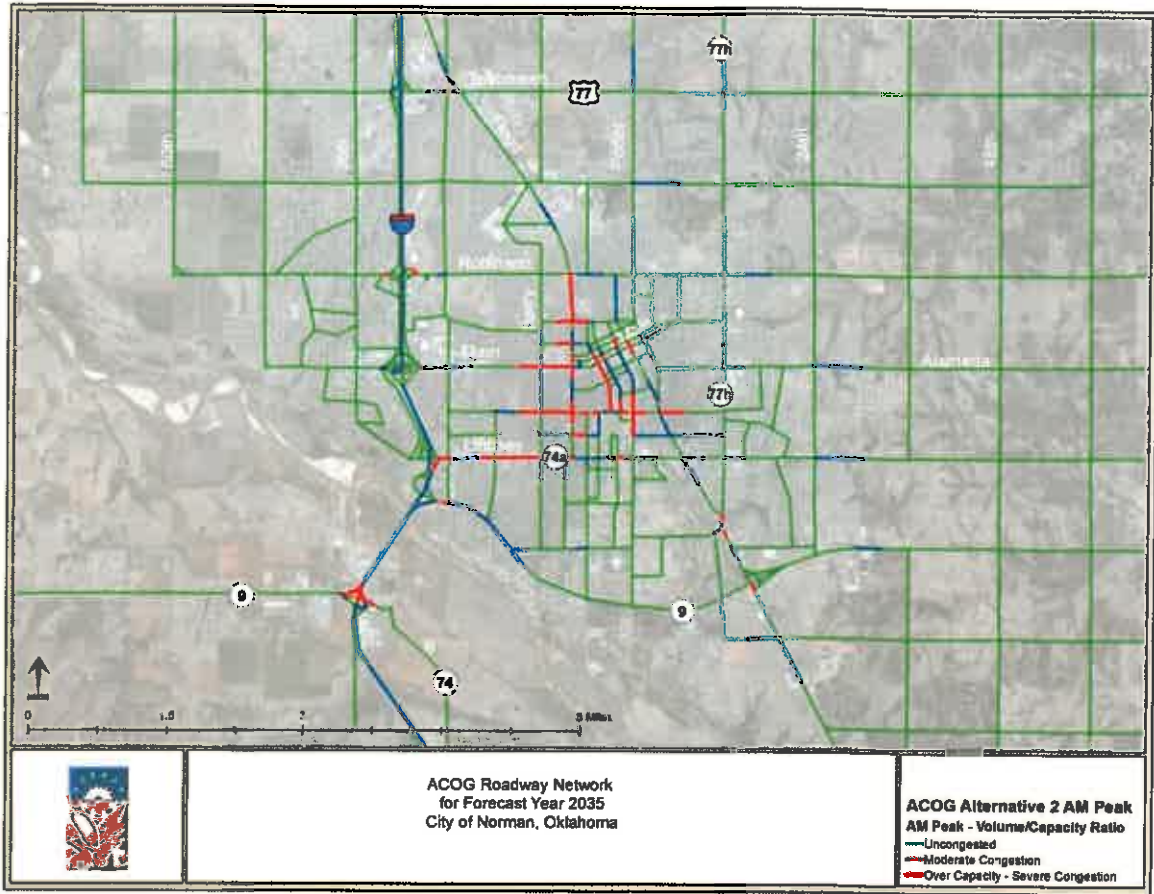 77h
77
Robinson
Main
Alameda
77h
Lindsey
74a
9
9
74
0
1.5
3 Miles
ACOG Roadway Network
for Forecast Year 2035
City of Norman, Oklahoma
ACOG Alternative 2 AM Peak
AM Peak - Volume/Capacity Ratio
Uncongested
Moderate Congestion
Over Capacity - Severe Congestion